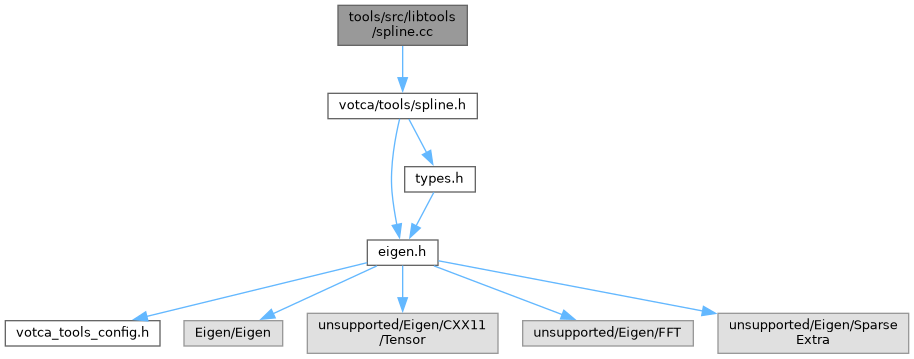 tools/src/libtools
/spline.cc
votca/tools/spline.h
types.h
eigen.h
votca_tools_config.h
Eigen/Eigen
unsupported/Eigen/CXX11
/Tensor
unsupported/Eigen/FFT
unsupported/Eigen/Sparse
Extra